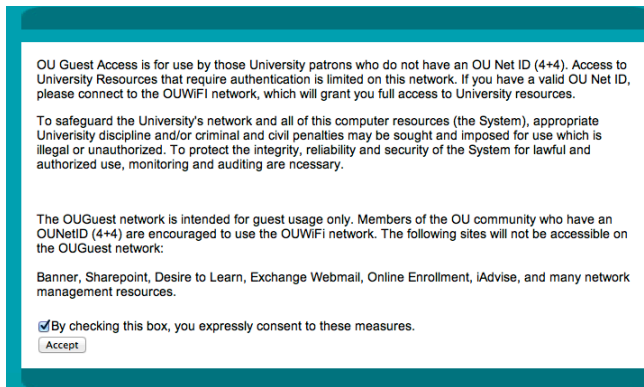 OU Guest Access is for use by those University patrons who do not have an OU Net ID (4+4). Access to
University Resources that require authentication is limited on this network. If you have a valid OU Net ID,
please connect to the OUWiFI network, which will grant you full access to University resources.
To safeguard the University's network and all of this computer resources (the System), appropriate
Univerisity discipline and/or criminal and civil penalties may be sought and imposed for use which is
illegal or unauthorized. To protect the integrity, reliability and security of the System for lawful and
authorized use, monitoring and auditing are ncessary.
The OUGuest network is intended for guest usage only. Members of the OU community who have an
OUNetID (4+4) are encouraged to use the OUWiFi network. The following sites will not be accessible on
the OUGuest network:
Banner, Sharepoint, Desire to Learn, Exchange Webmail, Online Enrollment, iAdvise, and many network
management resources.
By checking this box, you expressly consent to these measures.
Accept